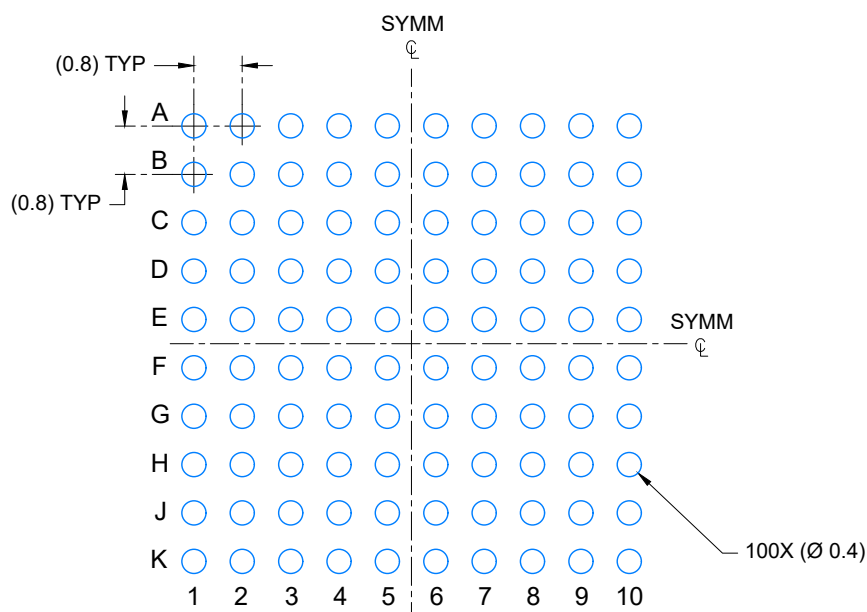 SYMM
℄
(0.8) TYP
A
B
(0.8) TYP
C
D
E
SYMM
℄
F
G
H
J
K
100X (Ø 0.4)
1 2 3 4 5 6 7 8 9 10